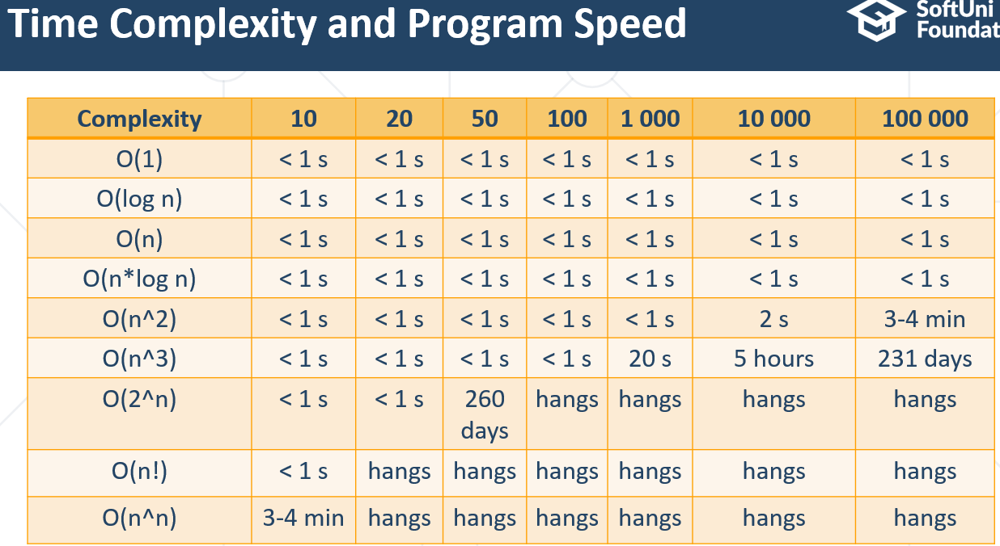 Time Complexity and Program Speed
SoftUni
Foundat
Complexity 10 20 50 100 1 000 10 000 100 000
O(1) < 1 s < 1 s < 1 s < 1 s < 1 s < 1 s < 1 s
O(log n) < 1 s < 1 s < 1 s < 1 s < 1 s < 1 s < 1 s
O(n) < 1 s < 1 s < 1 s < 1 s < 1 s < 1 s < 1 s
O(n*log n) < 1 s < 1 s < 1 s < 1 s < 1 s < 1 s < 1 s
O(n^2) < 1 s < 1 s < 1 s < 1 s < 1 s 2 s 3-4 min
O(n^3) < 1 s < 1 s < 1 s < 1 s 20 s 5 hours 231 days
O(2^n) < 1 s < 1 s 260 hangs hangs hangs hangs
days
O(n!) < 1 s hangs hangs hangs hangs hangs hangs
O(n^n) 3-4 min hangs hangs hangs hangs hangs hangs